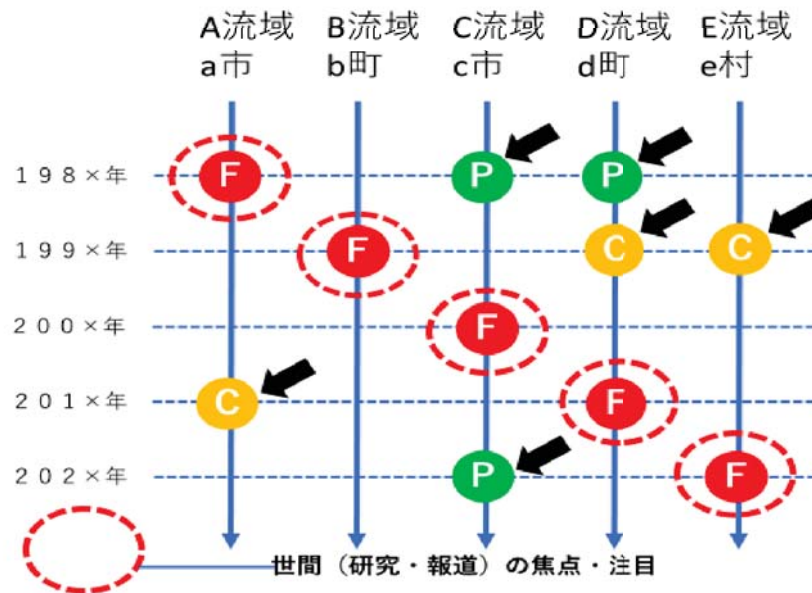 A流域 B流域 C流域 D流域 E流域
a市 b町 c市 d町 e村
198×年 F P P
199×年 F C C
200×年 F
201×年 C F
202×年 P F
世間（研究・報道）の焦点・注目